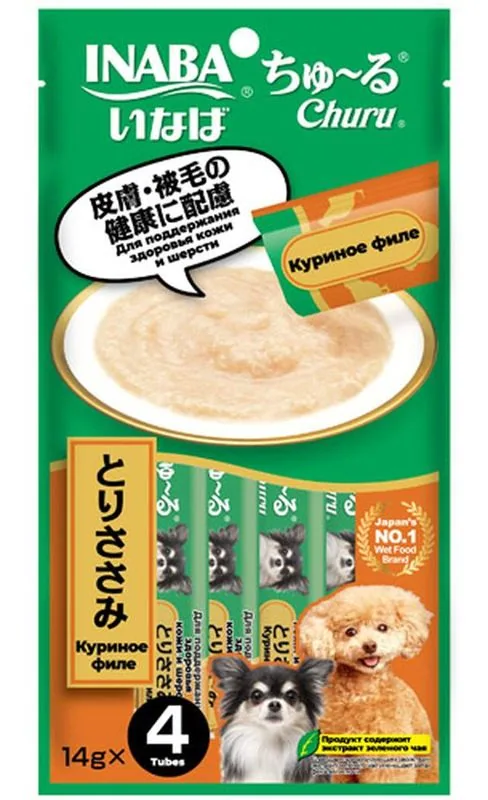 INABA
いなば®
ちゅ~る®
Churu®
皮膚・被毛の
健康に配慮
Для поддержания
здоровья кожи
и шерсти
Куриное филе
とりささみ
Куриное
филе
Japan's
NO.1
Wet Food
Brand
14g×
4
Tubes
Продукт содержит
экстракт зеленого чая